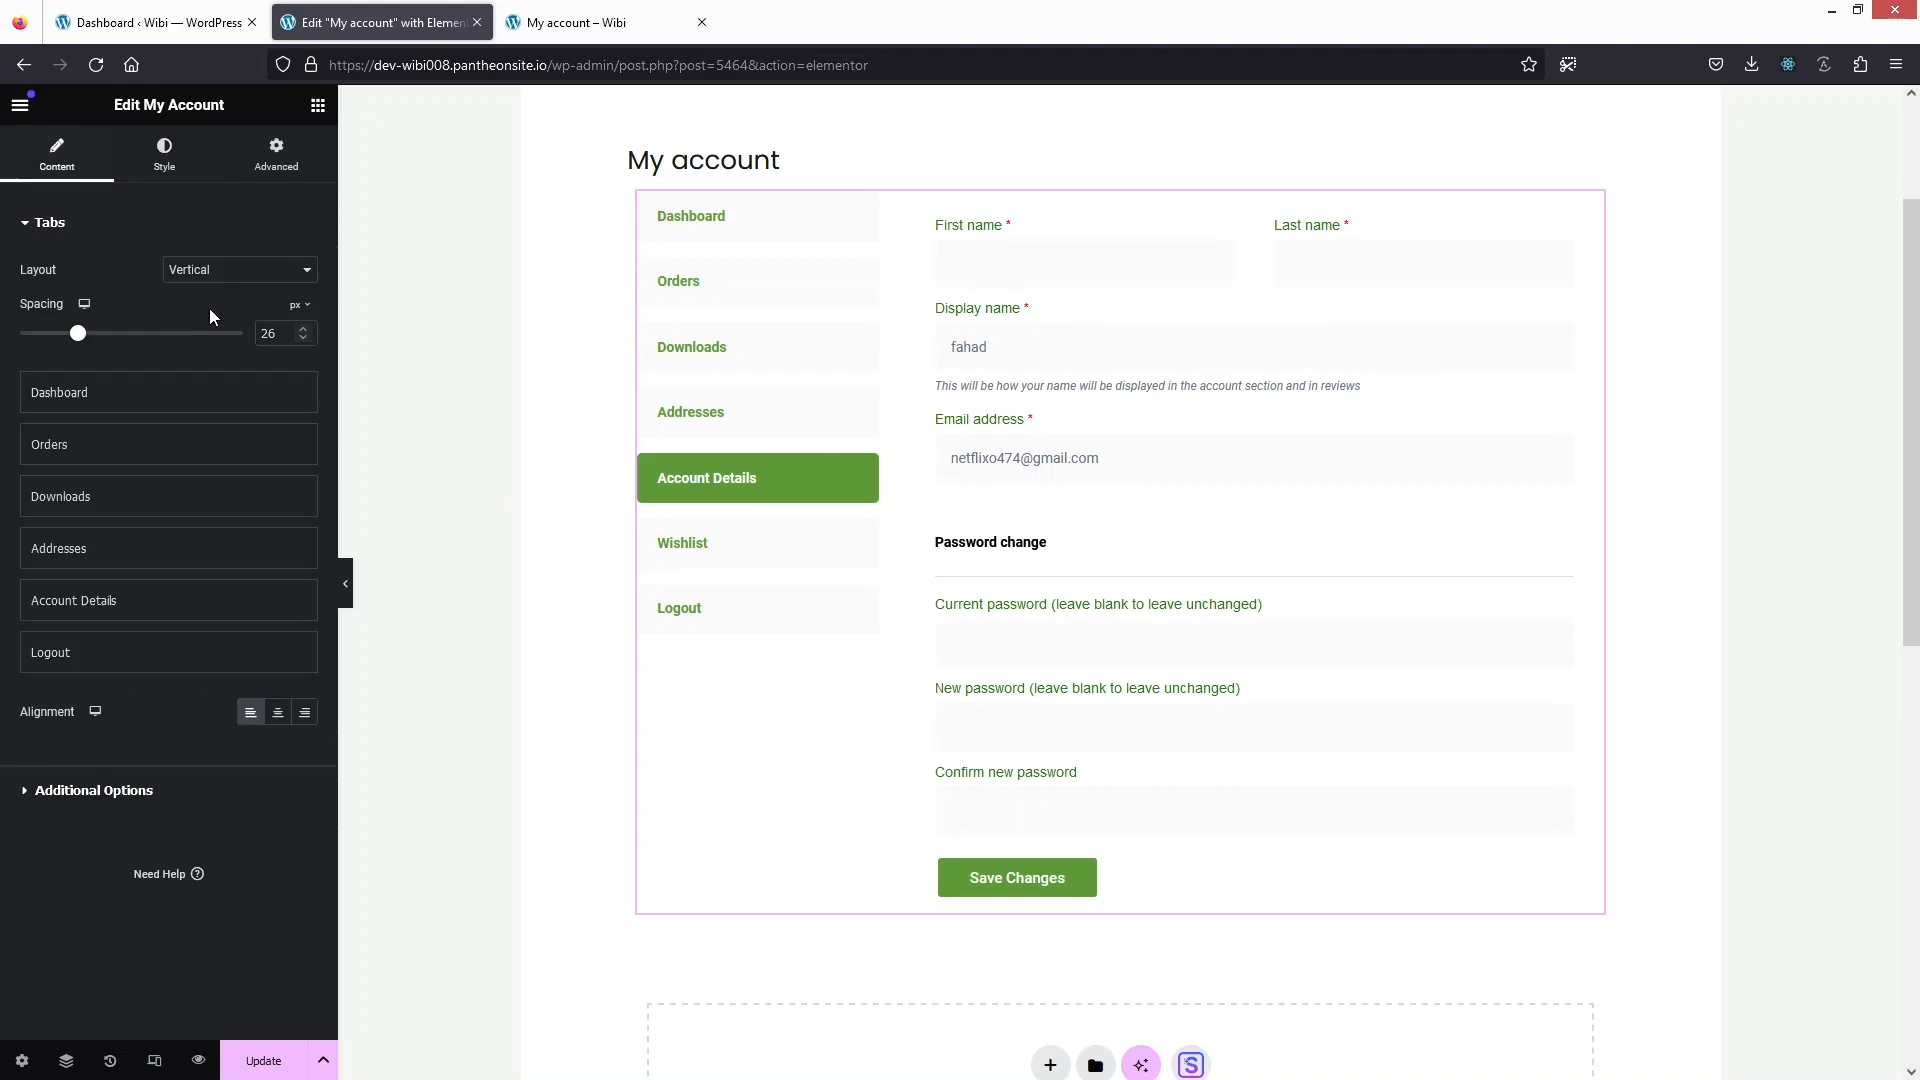 Dashboard ‹ Wibi — WordPress
Edit "My account" with Elemen
My account – Wibi
https://dev-wibi008.pantheonsite.io/wp-admin/post.php?post=5464&action=elementor
Edit My Account
Content
Style
Advanced
Tabs
Layout
Vertical
Spacing
px
26
Dashboard
Orders
Downloads
Addresses
Account Details
Logout
Alignment
Additional Options
Need Help
Update
My account
Dashboard
Orders
Downloads
Addresses
Account Details
Wishlist
Logout
First name *
Last name *
Display name *
fahad
This will be how your name will be displayed in the account section and in reviews
Email address *
netflixo474@gmail.com
Password change
Current password (leave blank to leave unchanged)
New password (leave blank to leave unchanged)
Confirm new password
Save Changes
S